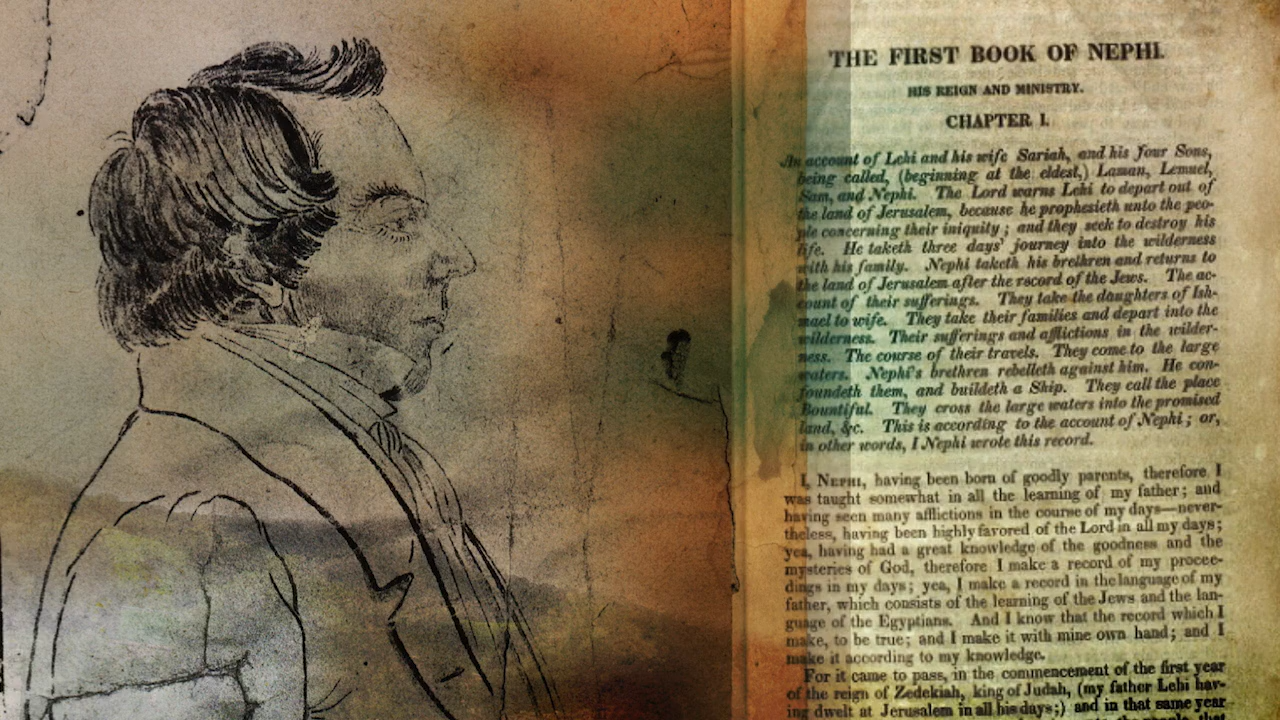 THE FIRST BOOK OF NEPHI.
HIS REIGN AND MINISTRY.
CHAPTER I.
An account of Lehi and his wife Sariah, and his four Sons,
being called, (beginning at the eldest,) Laman, Lemuel,
Sam, and Nephi. The Lord warns Lehi to depart out of
the land of Jerusalem, because he prophesieth unto the peo-
ple concerning their iniquity; and they seek to destroy his
life. He taketh three days' journey into the wilderness
with his family. Nephi taketh his brethren and returns to
the land of Jerusalem after the record of the Jews. The ac-
count of their sufferings. They take the daughters of Ish-
mael to wife. They take their families and depart into the
wilderness. Their sufferings and afflictions in the wilder-
ness. The course of their travels. They come to the large
waters. Nephi's brethren rebelleth against him. He con-
foundeth them, and buildeth a Ship. They call the place
Bountiful. They cross the large waters into the promised
land, &c. This is according to the account of Nephi; or,
in other words, I Nephi wrote this record.
I, NEPHI, having been born of goodly parents, therefore I
was taught somewhat in all the learning of my father; and
having seen many afflictions in the course of my days—never-
theless, having been highly favored of the Lord in all my days;
yea, having had a great knowledge of the goodness and the
mysteries of God, therefore I make a record of my procee-
dings in my days; yea, I make a record in the language of my
father, which consists of the learning of the Jews and the lan-
guage of the Egyptians. And I know that the record which I
make, to be true; and I make it with mine own hand; and I
make it according to my knowledge.
For it came to pass, in the commencement of the first year
of the reign of Zedekiah, king of Judah, (my father Lehi hav-
ing dwelt at Jerusalem in all his days;) and in that same year